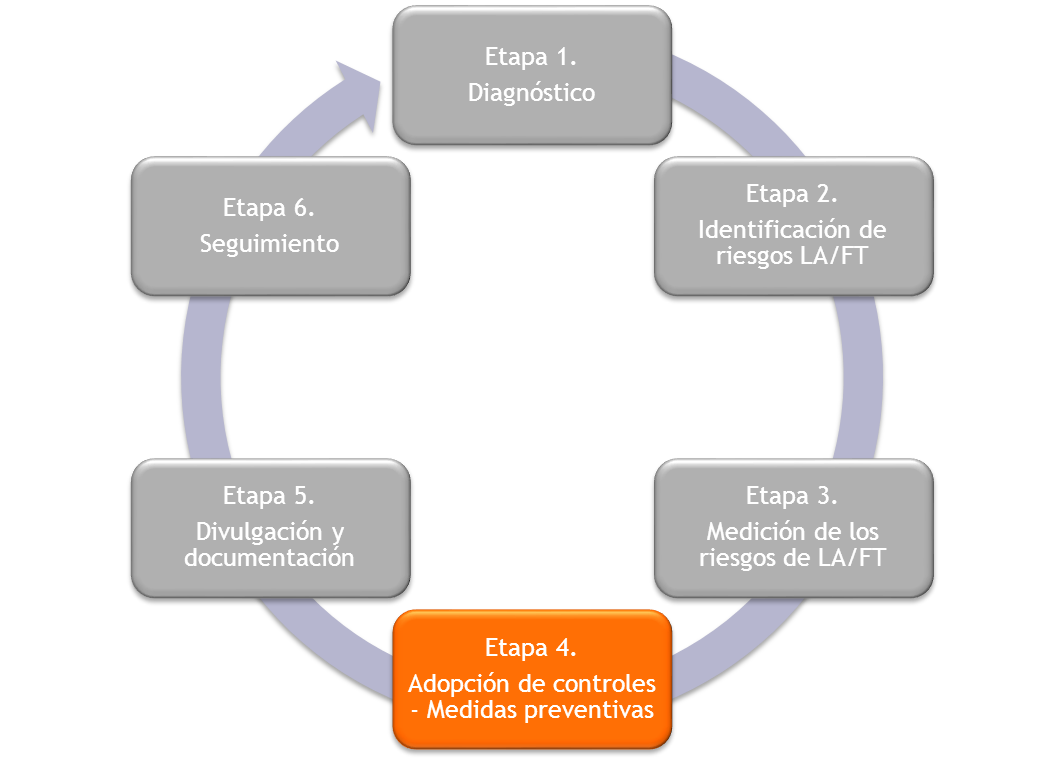 Etapa 1.
Diagnóstico
Etapa 2.
Identificación de
riesgos LA/FT
Etapa 3.
Medición de los
riesgos de LA/FT
Etapa 4.
Adopción de controles
- Medidas preventivas
Etapa 5.
Divulgación y
documentación
Etapa 6.
Seguimiento